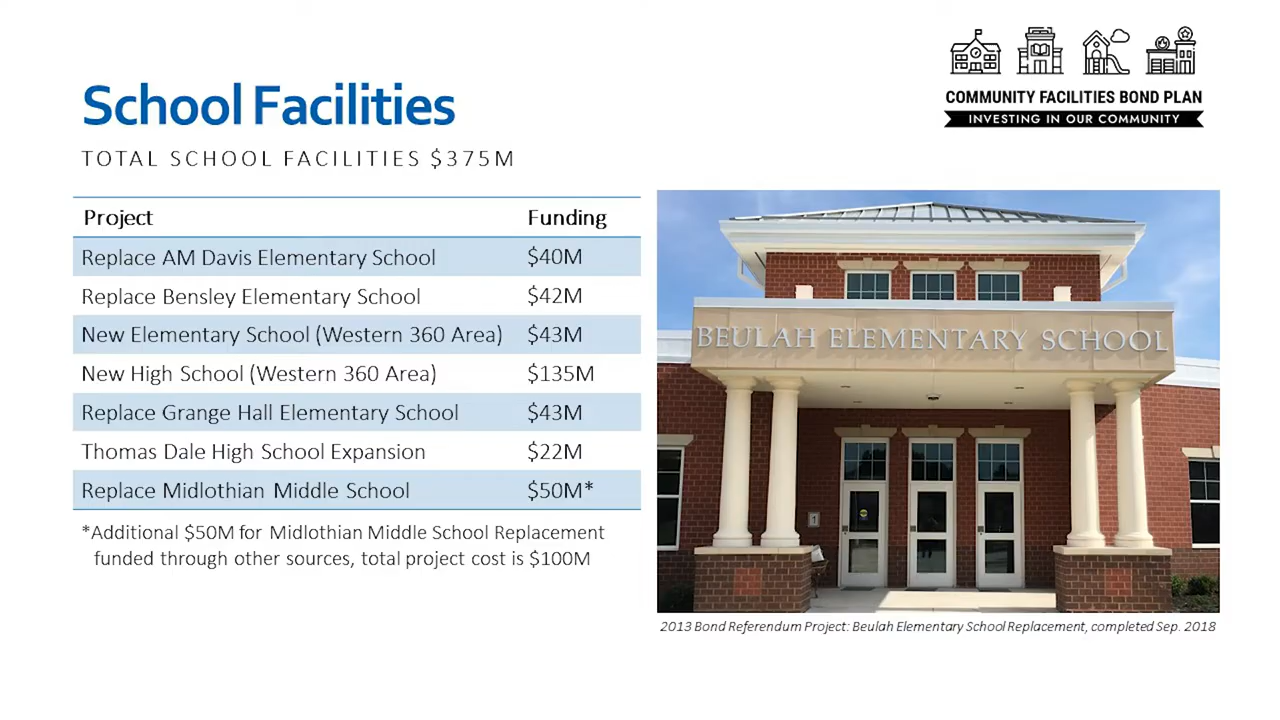 School Facilities
TOTAL SCHOOL FACILITIES $375M
COMMUNITY FACILITIES BOND PLAN
INVESTING IN OUR COMMUNITY
Project Funding
Replace AM Davis Elementary School $40M
Replace Bensley Elementary School $42M
New Elementary School (Western 360 Area) $43M
New High School (Western 360 Area) $135M
Replace Grange Hall Elementary School $43M
Thomas Dale High School Expansion $22M
Replace Midlothian Middle School $50M*
*Additional $50M for Midlothian Middle School Replacement
funded through other sources, total project cost is $100M
BEULAH ELEMENTARY SCHOOL
1
2013 Bond Referendum Project: Beulah Elementary School Replacement, completed Sep. 2018